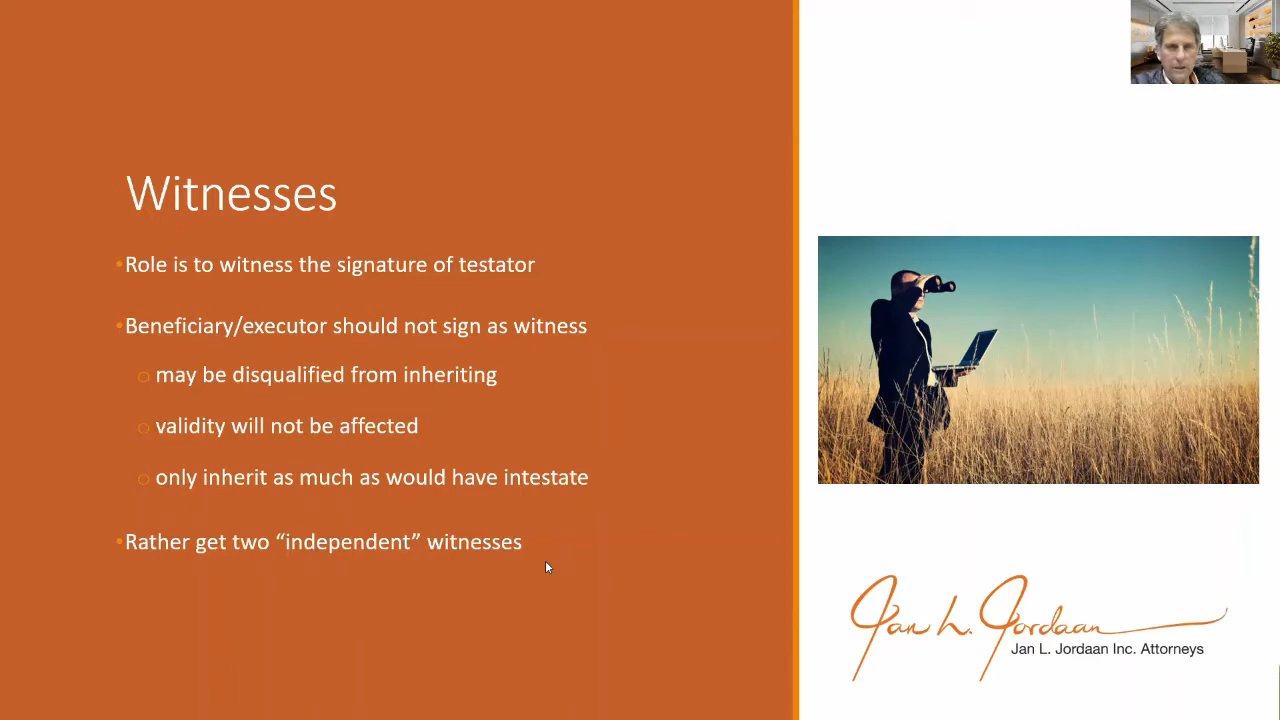 Witnesses
•Role is to witness the signature of testator
•Beneficiary/executor should not sign as witness
o may be disqualified from inheriting
o validity will not be affected
o only inherit as much as would have intestate
•Rather get two “independent” witnesses
Jan L. Jordaan
Jan L. Jordaan Inc. Attorneys